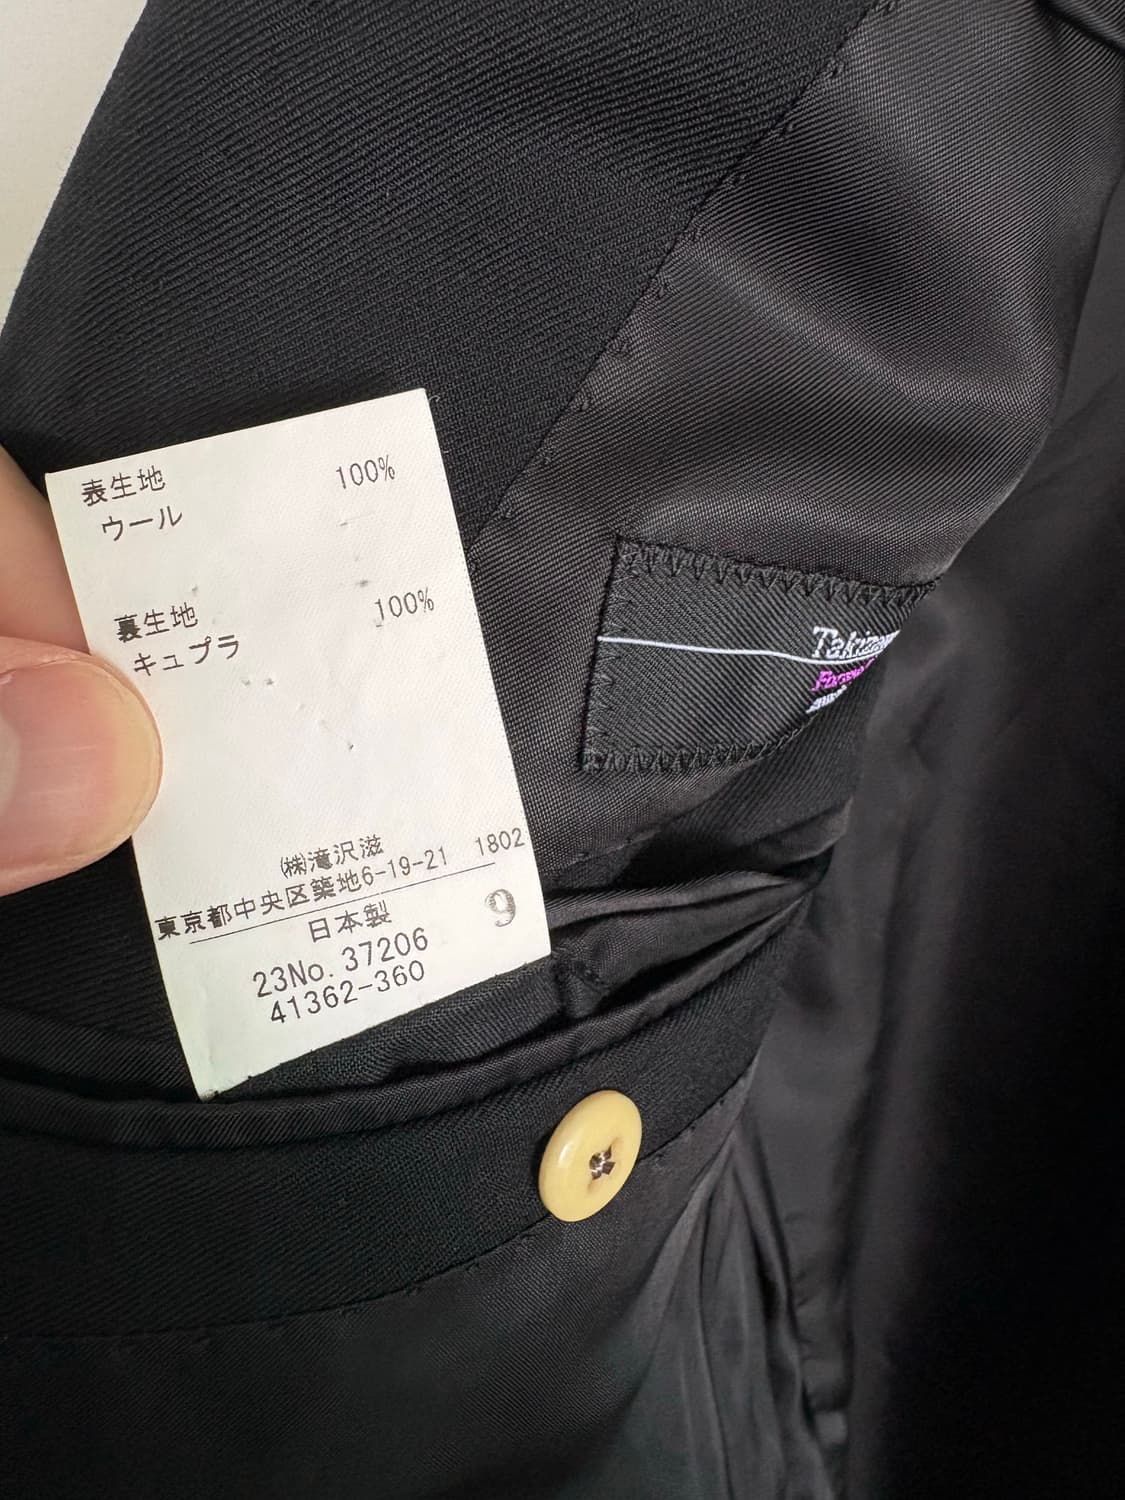 表生地 100%
ウール
裏生地 100%
キュプラ
㈱滝沢滋
東京都中央区築地6-19-21 1802
日本製 9
23No. 37206
41362-360